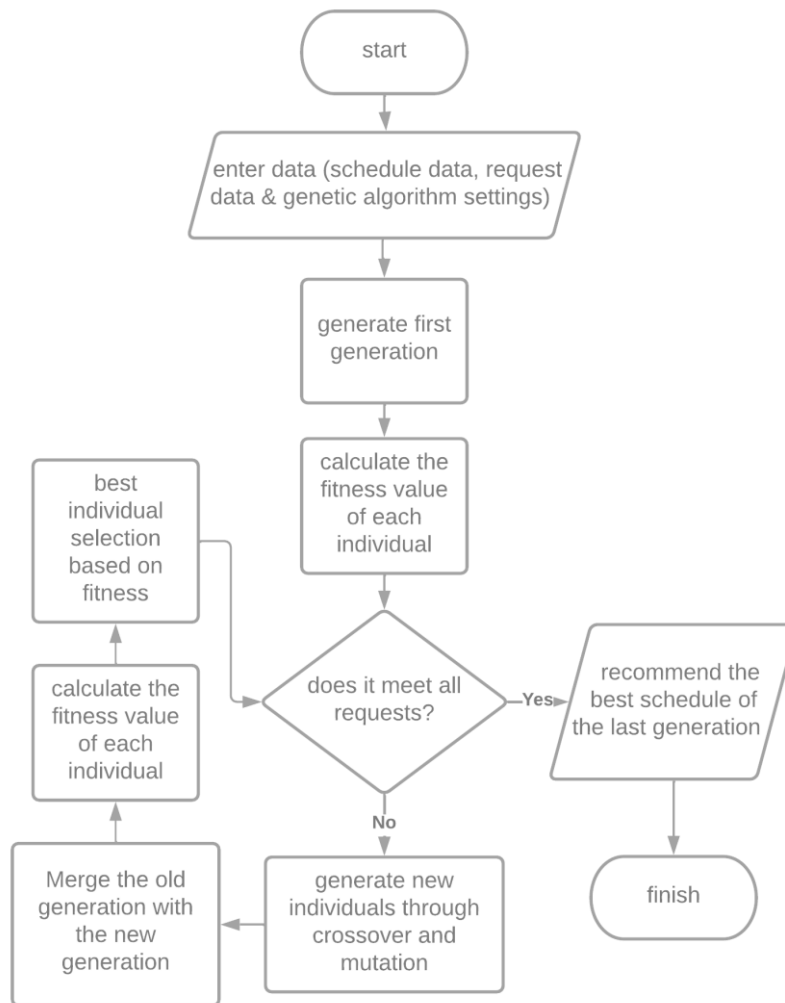 start
enter data (schedule data, request
data & genetic algorithm settings)
generate first
generation
calculate the
fitness value
of each
individual
does it meet all
requests?
Yes
recommend the
best schedule of
the last generation
finish
No
generate new
individuals through
crossover and
mutation
Merge the old
generation with
the new
generation
calculate the
fitness value
of each
individual
best
individual
selection
based on
fitness